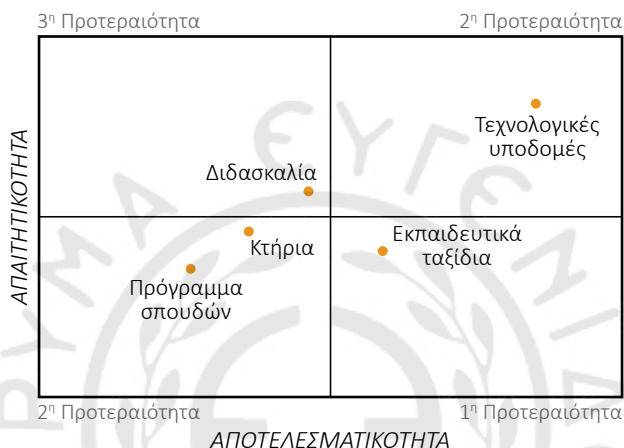 3η Προτεραιότητα
2η Προτεραιότητα
Τεχνολογικές
υποδομές
Διδασκαλία
ΑΠΑΙΤΗΤΙΚΟΤΗΤΑ
Κτήρια
Εκπαιδευτικά
ταξίδια
Πρόγραμμα
σπουδών
2η Προτεραιότητα
1η Προτεραιότητα
ΑΠΟΤΕΛΕΣΜΑΤΙΚΟΤΗΤΑ